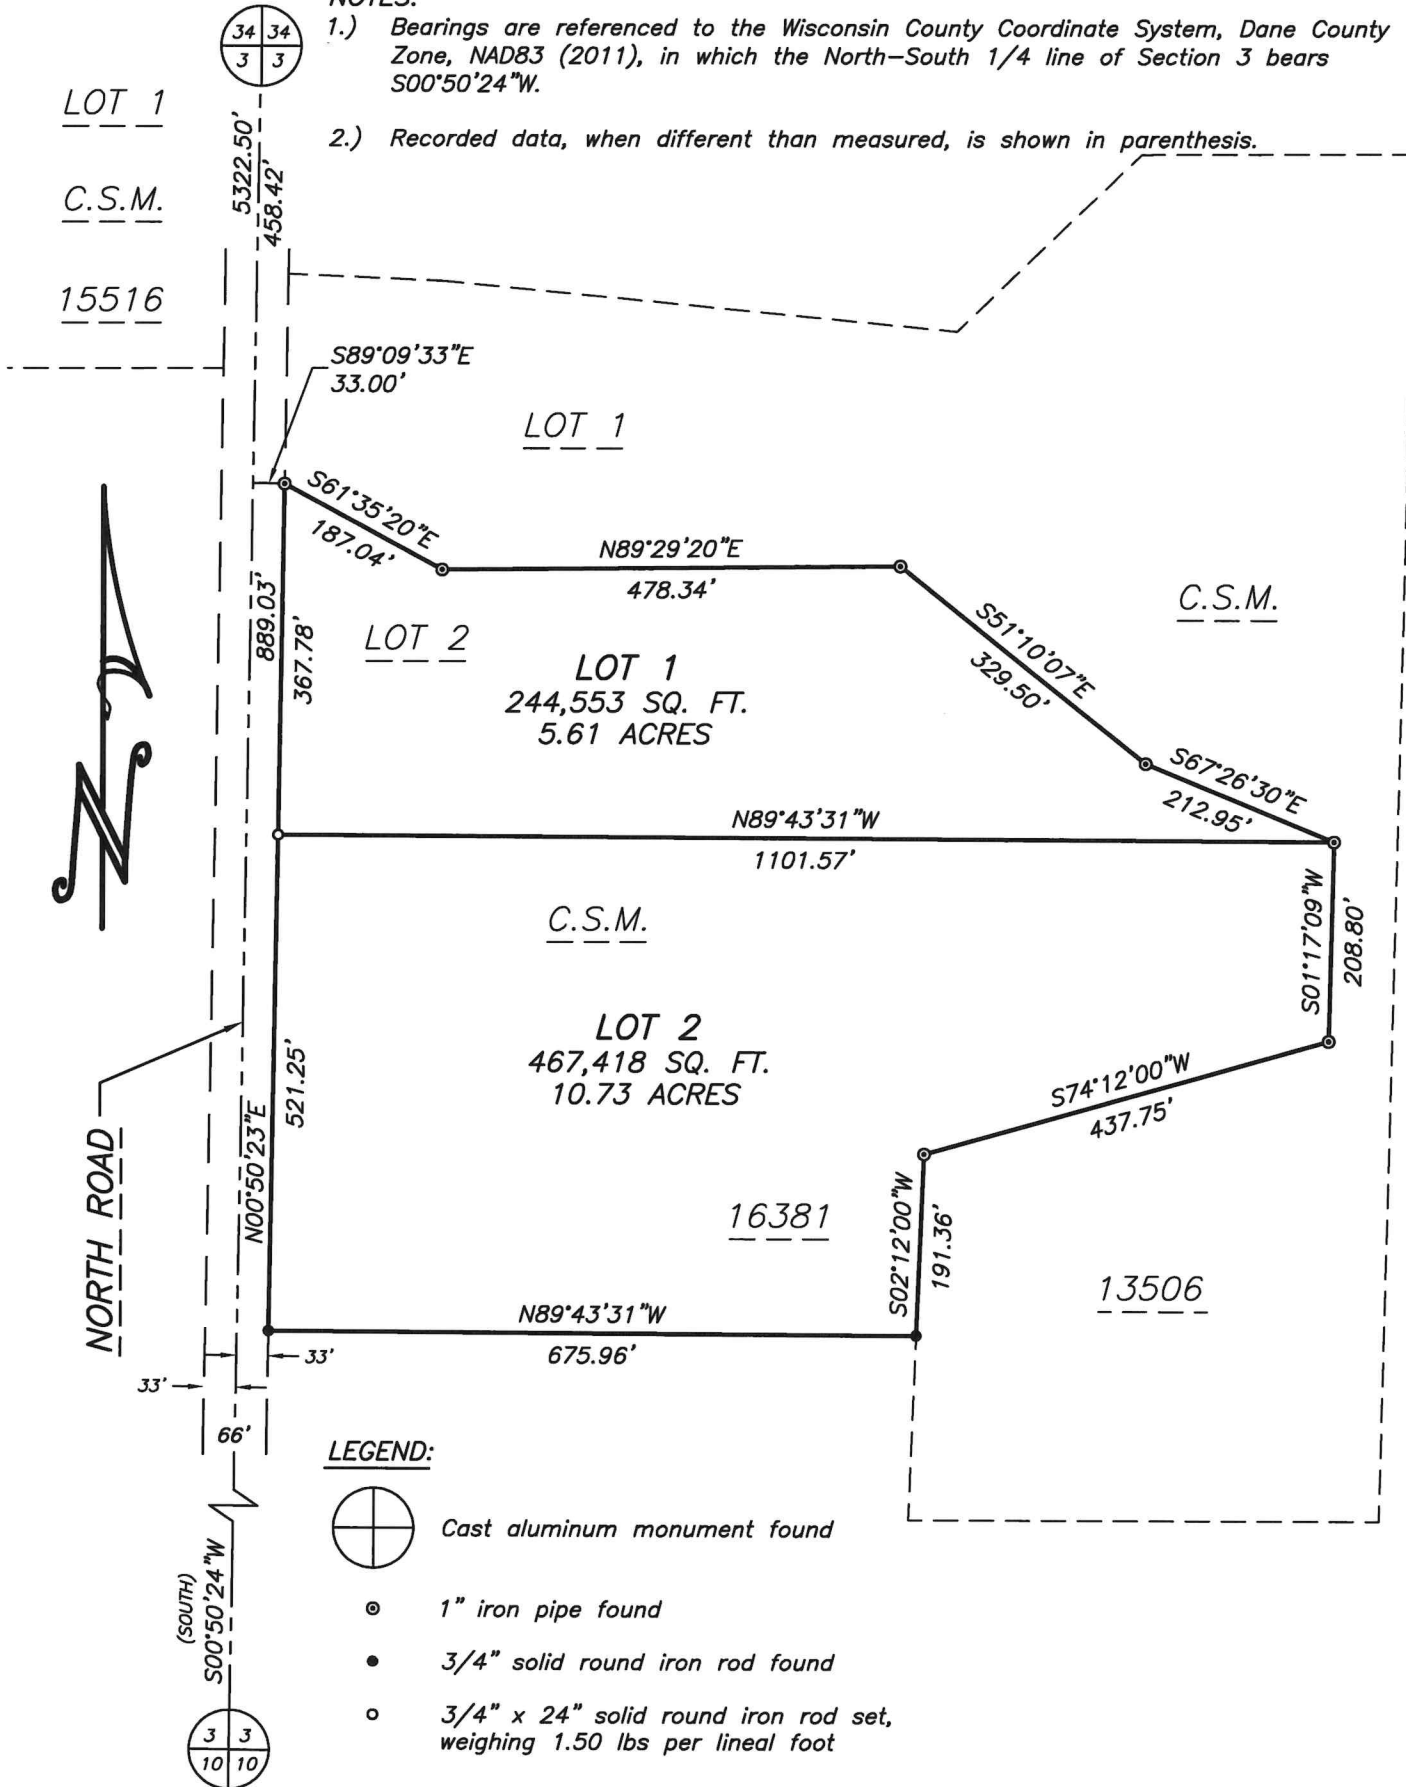 NOTES:
1.) Bearings are referenced to the Wisconsin County Coordinate System, Dane County
Zone, NAD83 (2011), in which the North-South 1/4 line of Section 3 bears
S00°50'24"W.
2.) Recorded data, when different than measured, is shown in parenthesis.
34 34
3 3
LOT 1
C.S.M.
15516
5322.50'
458.42'
S89°09'33"E
33.00'
LOT 1
S61°35'20"E
187.04'
N89°29'20"E
478.34'
C.S.M.
S51°10'07"E
329.50'
889.03'
367.78'
LOT 2
LOT 1
244,553 SQ. FT.
5.61 ACRES
S67°26'30"E
212.95'
N
N89°43'31"W
1101.57'
C.S.M.
S01°17'09"W
208.80'
LOT 2
467,418 SQ. FT.
10.73 ACRES
521.25'
N00°50'23"E
S74°12'00"W
437.75'
NORTH ROAD
16381
S02°12'00"W
191.36'
13506
N89°43'31"W
675.96'
33'
33'
66'
LEGEND:
Cast aluminum monument found
1" iron pipe found
3/4" solid round iron rod found
3/4" x 24" solid round iron rod set,
weighing 1.50 lbs per lineal foot
(SOUTH)
S00°50'24"W
3 3
10 10